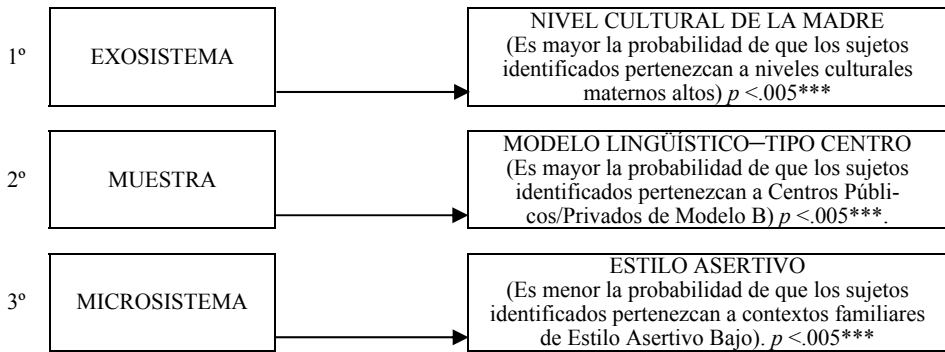 1º
EXOSISTEMA
NIVEL CULTURAL DE LA MADRE
(Es mayor la probabilidad de que los sujetos
identificados pertenezcan a niveles culturales
maternos altos) p <.005***
2º
MUESTRA
MODELO LINGÜÍSTICO─TIPO CENTRO
(Es mayor la probabilidad de que los sujetos
identificados pertenezcan a Centros Públi-
cos/Privados de Modelo B) p <.005***.
3º
MICROSISTEMA
ESTILO ASERTIVO
(Es menor la probabilidad de que los sujetos
identificados pertenezcan a contextos familiares
de Estilo Asertivo Bajo). p <.005***